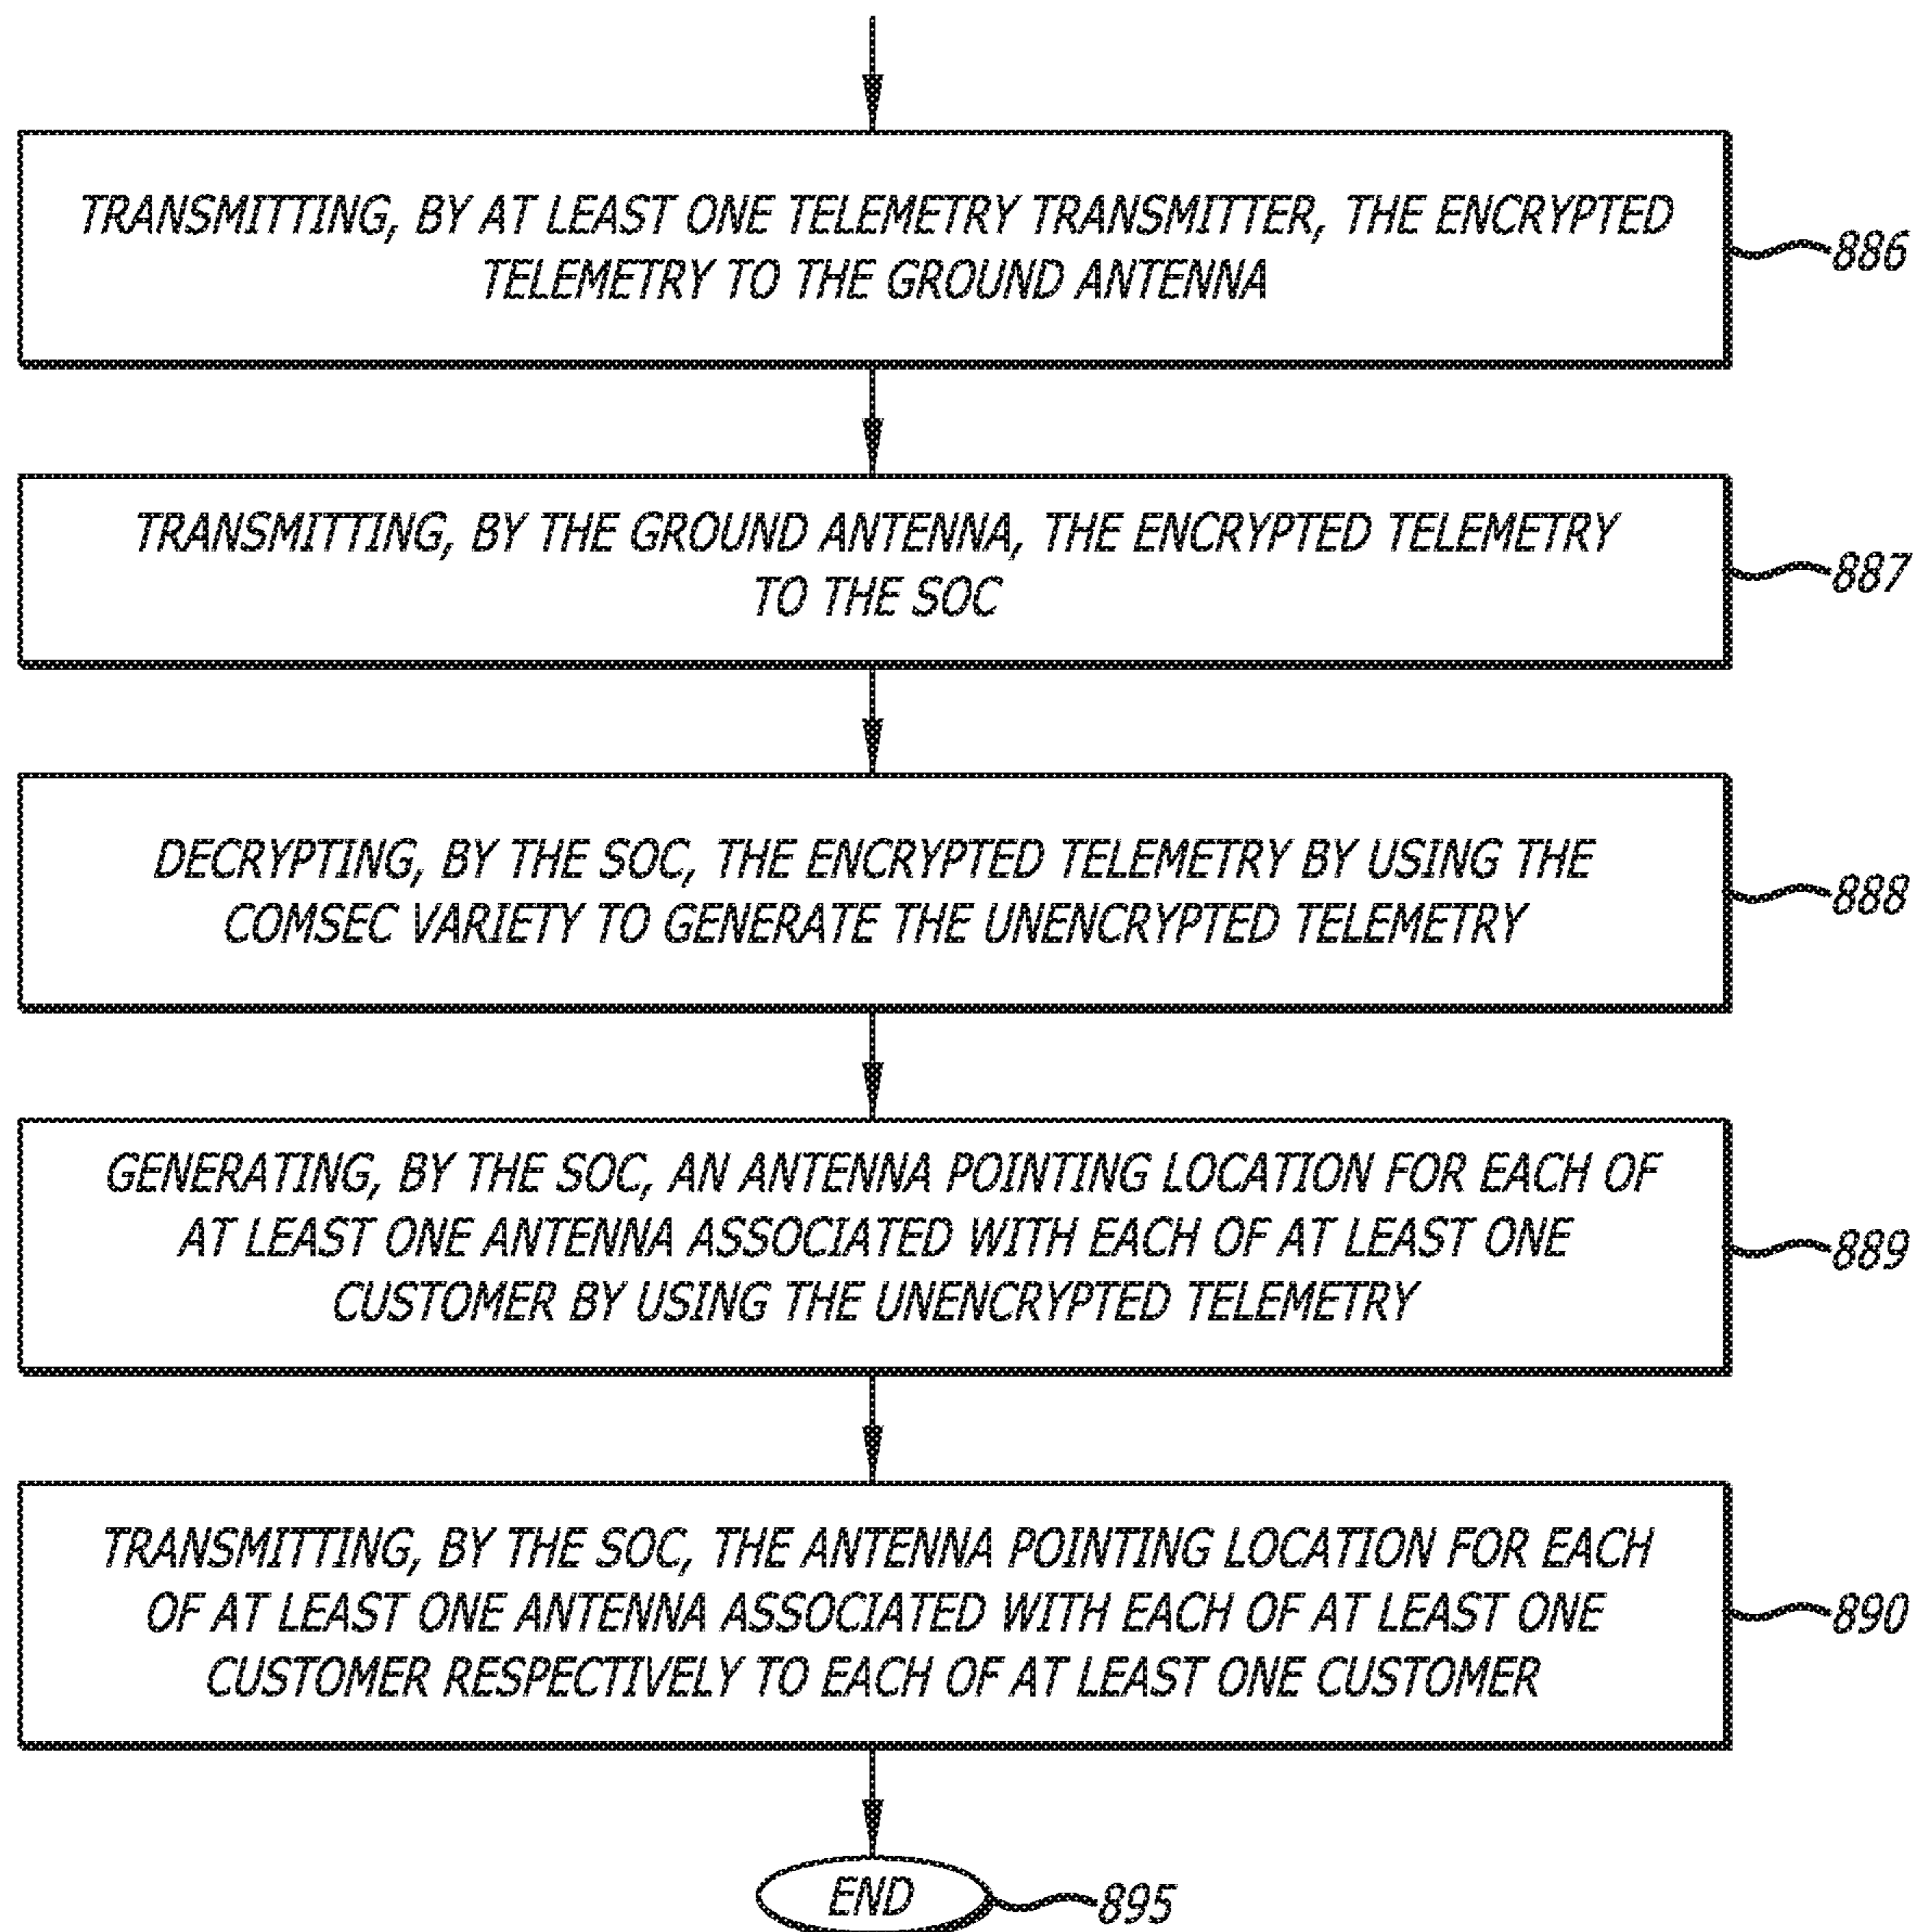 TRANSMITTING, BY AT LEAST ONE TELEMETRY TRANSMITTER, THE ENCRYPTED
TELEMETRY TO THE GROUND ANTENNA
886
TRANSMITTING, BY THE GROUND ANTENNA, THE ENCRYPTED TELEMETRY
TO THE SOC
887
DECRYPTING, BY THE SOC, THE ENCRYPTED TELEMETRY BY USING THE
COMSEC VARIETY TO GENERATE THE UNENCRYPTED TELEMETRY
888
GENERATING, BY THE SOC, AN ANTENNA POINTING LOCATION FOR EACH OF
AT LEAST ONE ANTENNA ASSOCIATED WITH EACH OF AT LEAST ONE
CUSTOMER BY USING THE UNENCRYPTED TELEMETRY
889
TRANSMITTING, BY THE SOC, THE ANTENNA POINTING LOCATION FOR EACH
OF AT LEAST ONE ANTENNA ASSOCIATED WITH EACH OF AT LEAST ONE
CUSTOMER RESPECTIVELY TO EACH OF AT LEAST ONE CUSTOMER
890
END
895